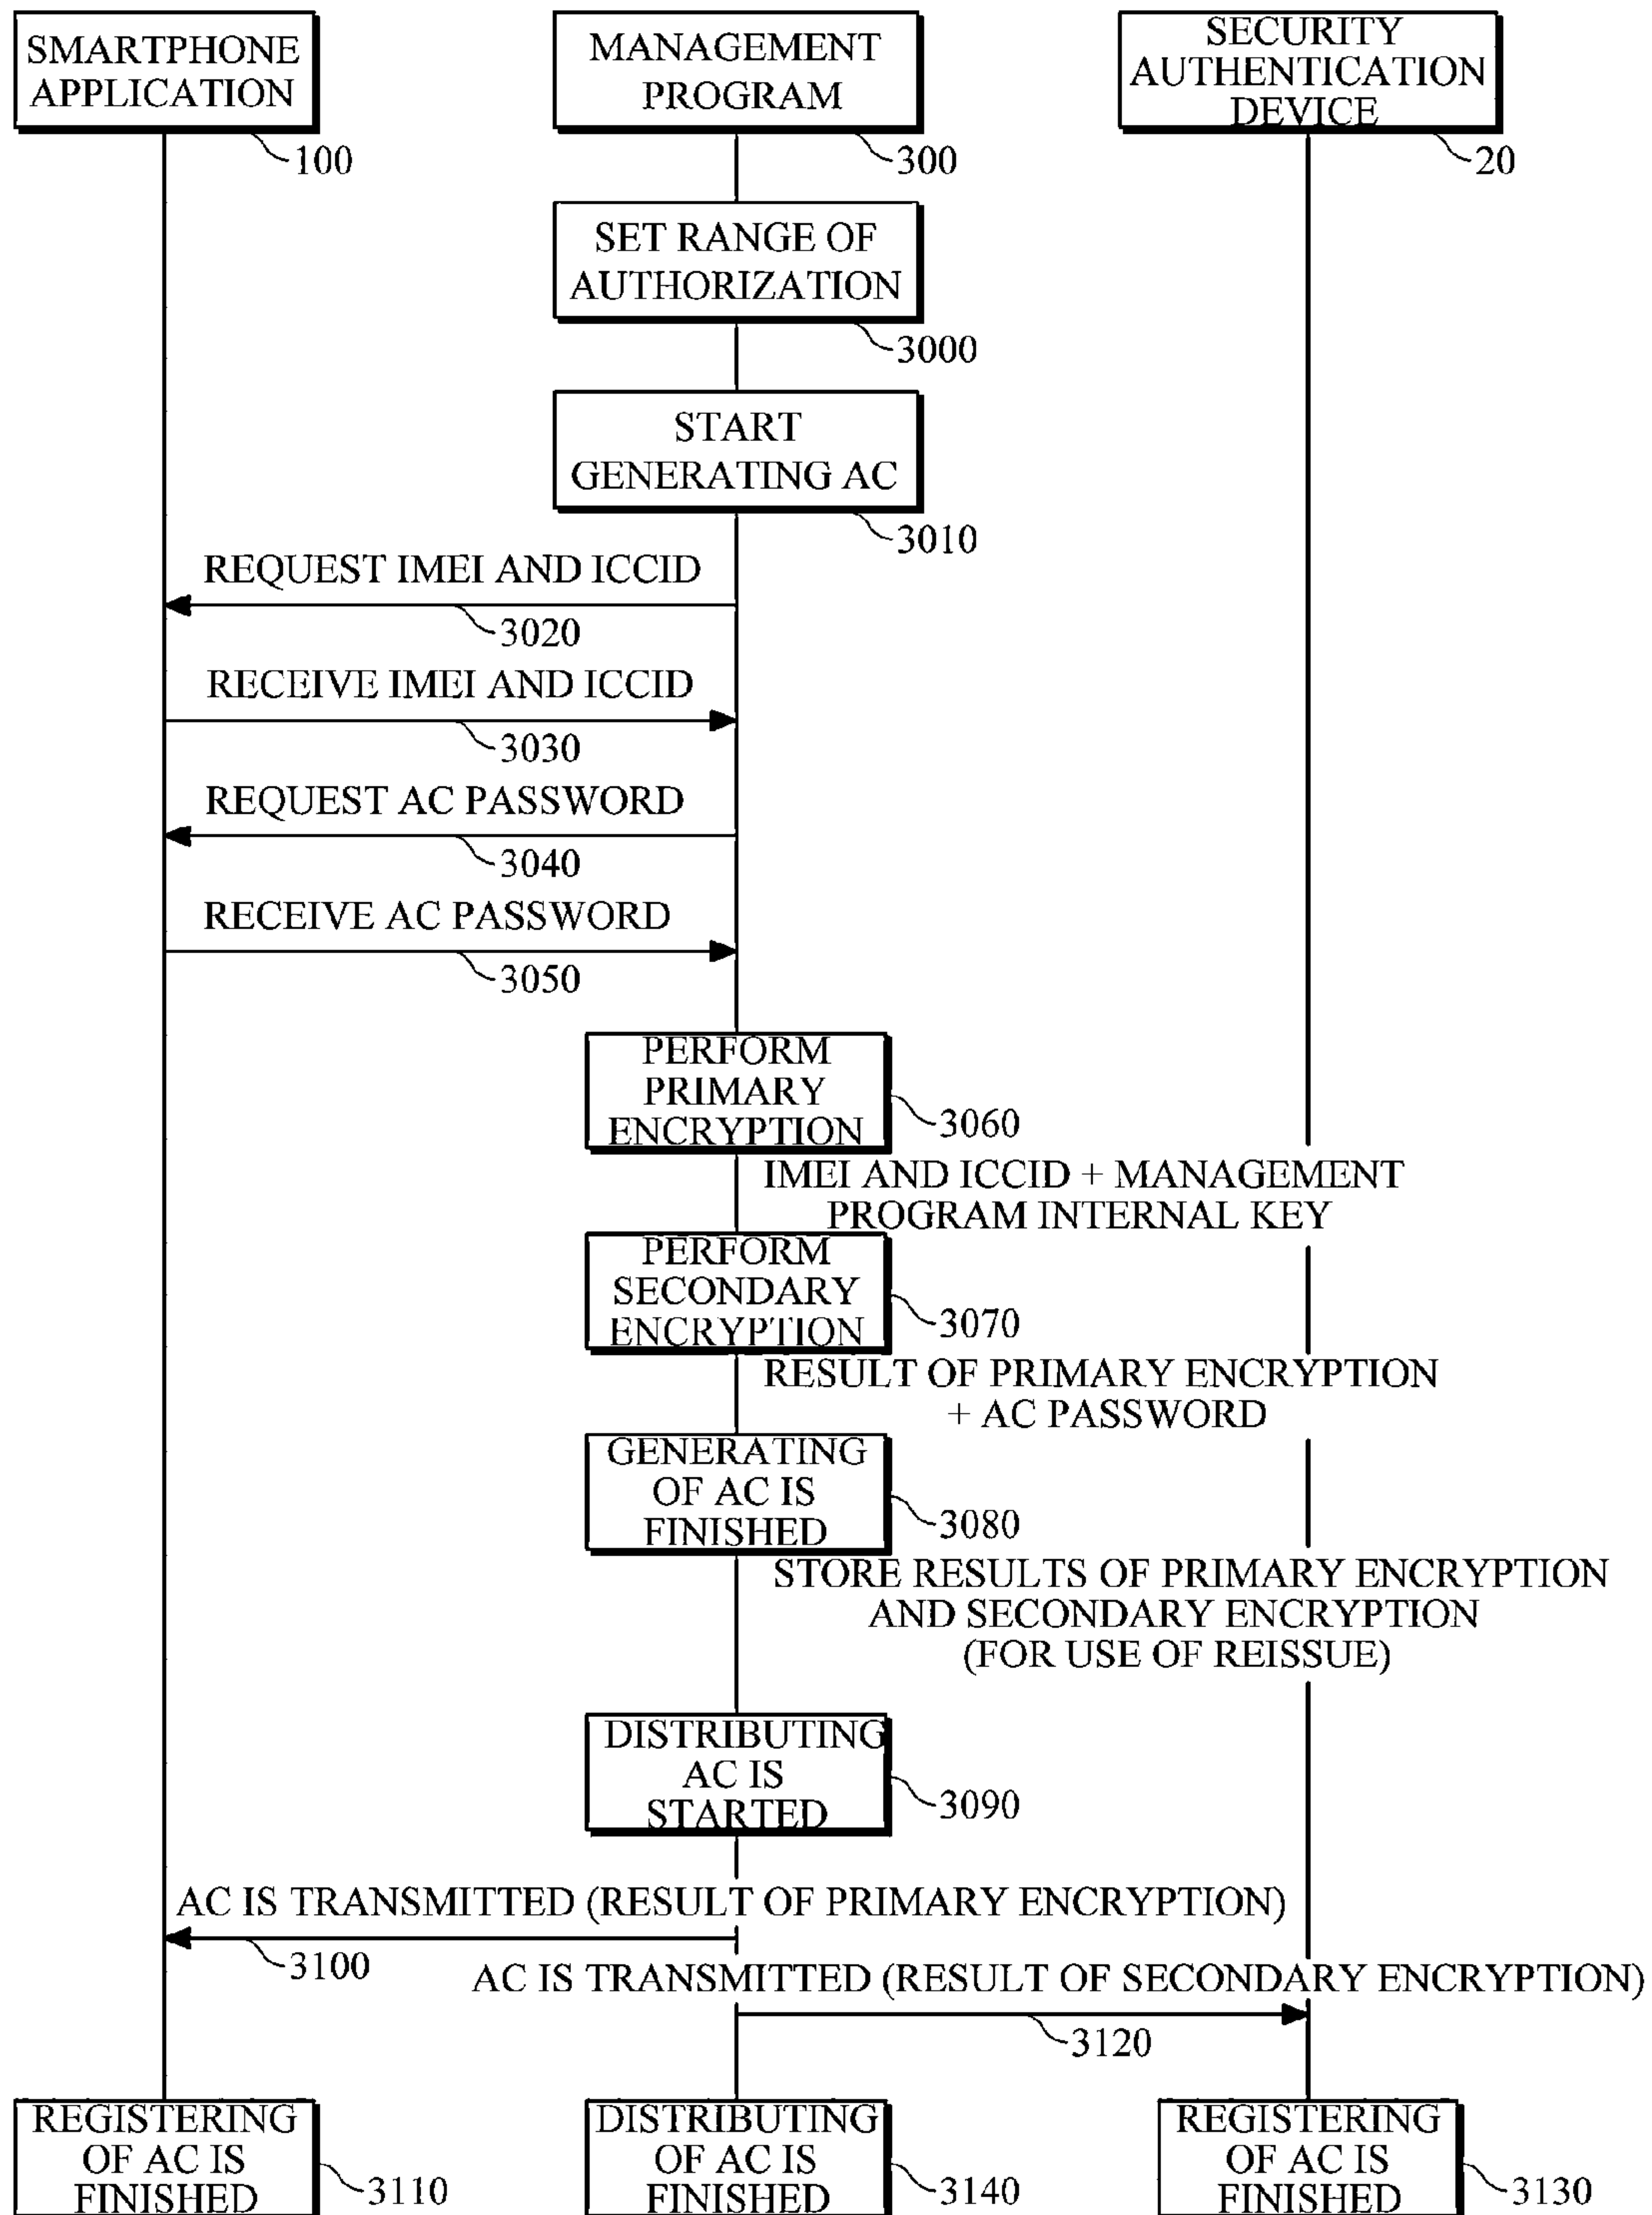 SMARTPHONE
APPLICATION
100
MANAGEMENT
PROGRAM
300
SECURITY
AUTHENTICATION
DEVICE
20
SET RANGE OF
AUTHORIZATION
3000
START
GENERATING AC
3010
REQUEST IMEI AND ICCID
3020
RECEIVE IMEI AND ICCID
3030
REQUEST AC PASSWORD
3040
RECEIVE AC PASSWORD
3050
PERFORM
PRIMARY
ENCRYPTION
3060
IMEI AND ICCID + MANAGEMENT
PROGRAM INTERNAL KEY
PERFORM
SECONDARY
ENCRYPTION
3070
RESULT OF PRIMARY ENCRYPTION
+ AC PASSWORD
GENERATING
OF AC IS
FINISHED
3080
STORE RESULTS OF PRIMARY ENCRYPTION
AND SECONDARY ENCRYPTION
(FOR USE OF REISSUE)
DISTRIBUTING
AC IS
STARTED
3090
AC IS TRANSMITTED (RESULT OF PRIMARY ENCRYPTION)
3100
AC IS TRANSMITTED (RESULT OF SECONDARY ENCRYPTION)
3120
REGISTERING
OF AC IS
FINISHED
3110
DISTRIBUTING
OF AC IS
FINISHED
3140
REGISTERING
OF AC IS
FINISHED
3130